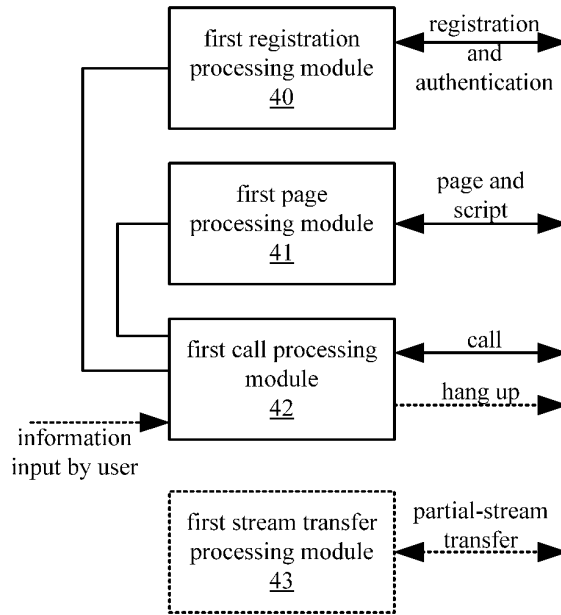 first registration
processing module
40
registration
and
authentication
first page
processing module
41
page and
script
first call processing
module
42
call
hang up
information
input by user
first stream transfer
processing module
43
partial-stream
transfer